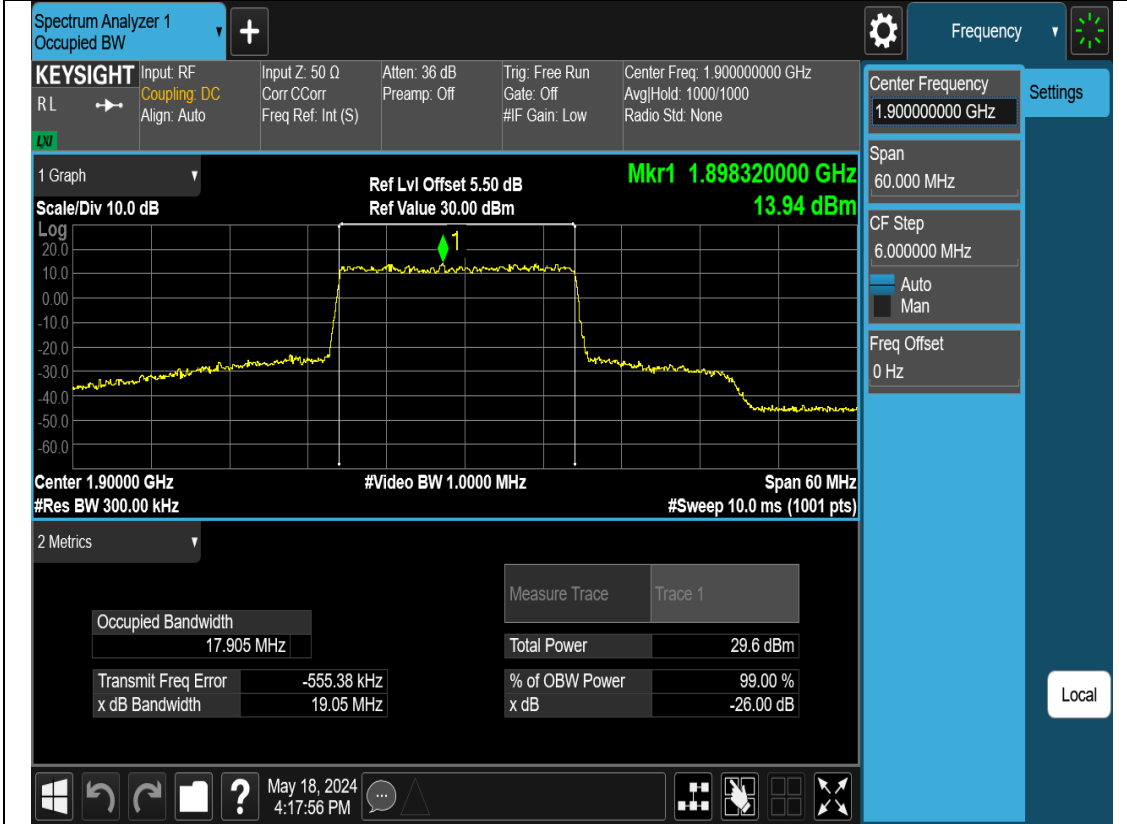 Spectrum Analyzer 1
Occupied BW
+
Frequency
KEYSIGHT
RL
LXI
Input: RF
Coupling: DC
Align: Auto
Input Z: 50 Ω
Corr CCorr
Freq Ref: Int (S)
Atten: 36 dB
Preamp: Off
Trig: Free Run
Gate: Off
#IF Gain: Low
Center Freq: 1.900000000 GHz
Avg|Hold: 1000/1000
Radio Std: None
Center Frequency
1.900000000 GHz
Settings
Span
60.000 MHz
CF Step
6.000000 MHz
Auto
Man
Freq Offset
0 Hz
Local
1 Graph
Scale/Div 10.0 dB
Ref Lvl Offset 5.50 dB
Ref Value 30.00 dBm
Mkr1 1.898320000 GHz
13.94 dBm
Log
1
20.0
10.0
0.00
-10.0
-20.0
-30.0
-40.0
-50.0
-60.0
Center 1.90000 GHz
#Video BW 1.0000 MHz
Span 60 MHz
#Res BW 300.00 kHz
#Sweep 10.0 ms (1001 pts)
2 Metrics
Measure Trace
Trace 1
Occupied Bandwidth
17.905 MHz
Total Power
29.6 dBm
Transmit Freq Error
-555.38 kHz
% of OBW Power
99.00 %
x dB Bandwidth
19.05 MHz
x dB
-26.00 dB
?
May 18, 2024
4:17:56 PM